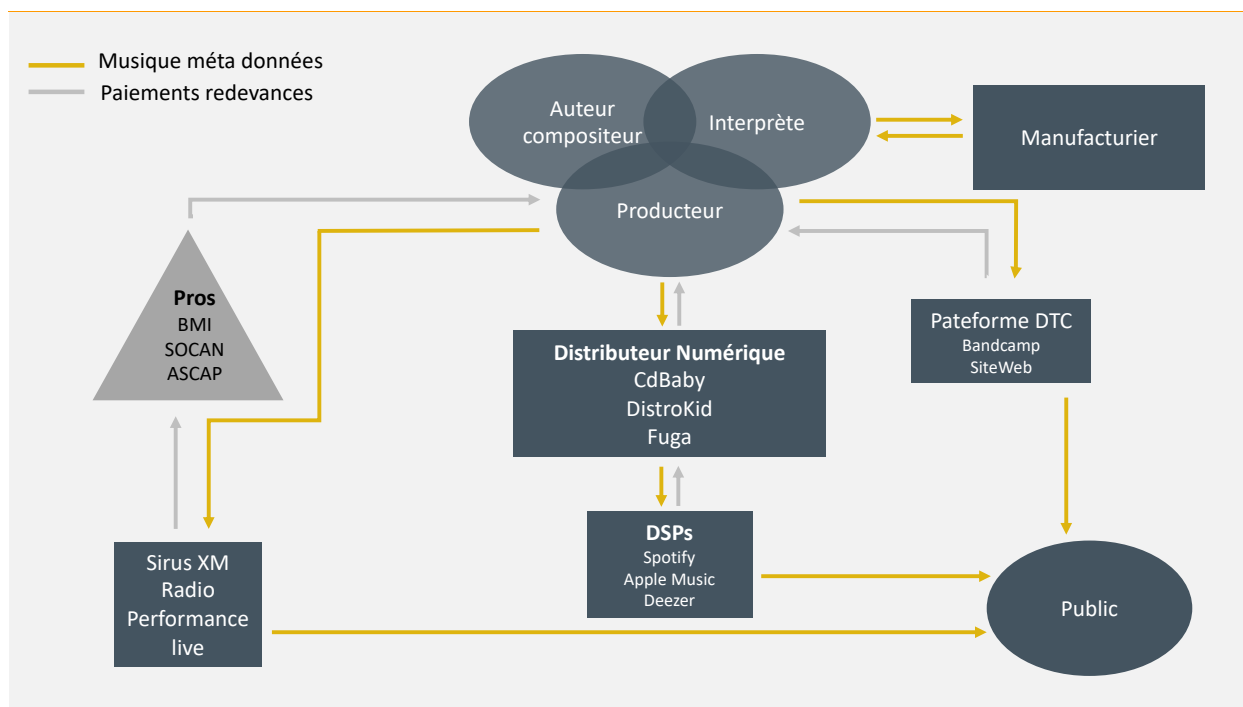 Musique méta données
Paiements redevances
Auteur
compositeur
Interprète
Manufacturier
Producteur
Pros
BMI
SOCAN
ASCAP
Distributeur Numérique
CdBaby
DistroKid
Fuga
Pateforme DTC
Bandcamp
SiteWeb
Sirus XM
Radio
Performance
live
DSPs
Spotify
Apple Music
Deezer
Public